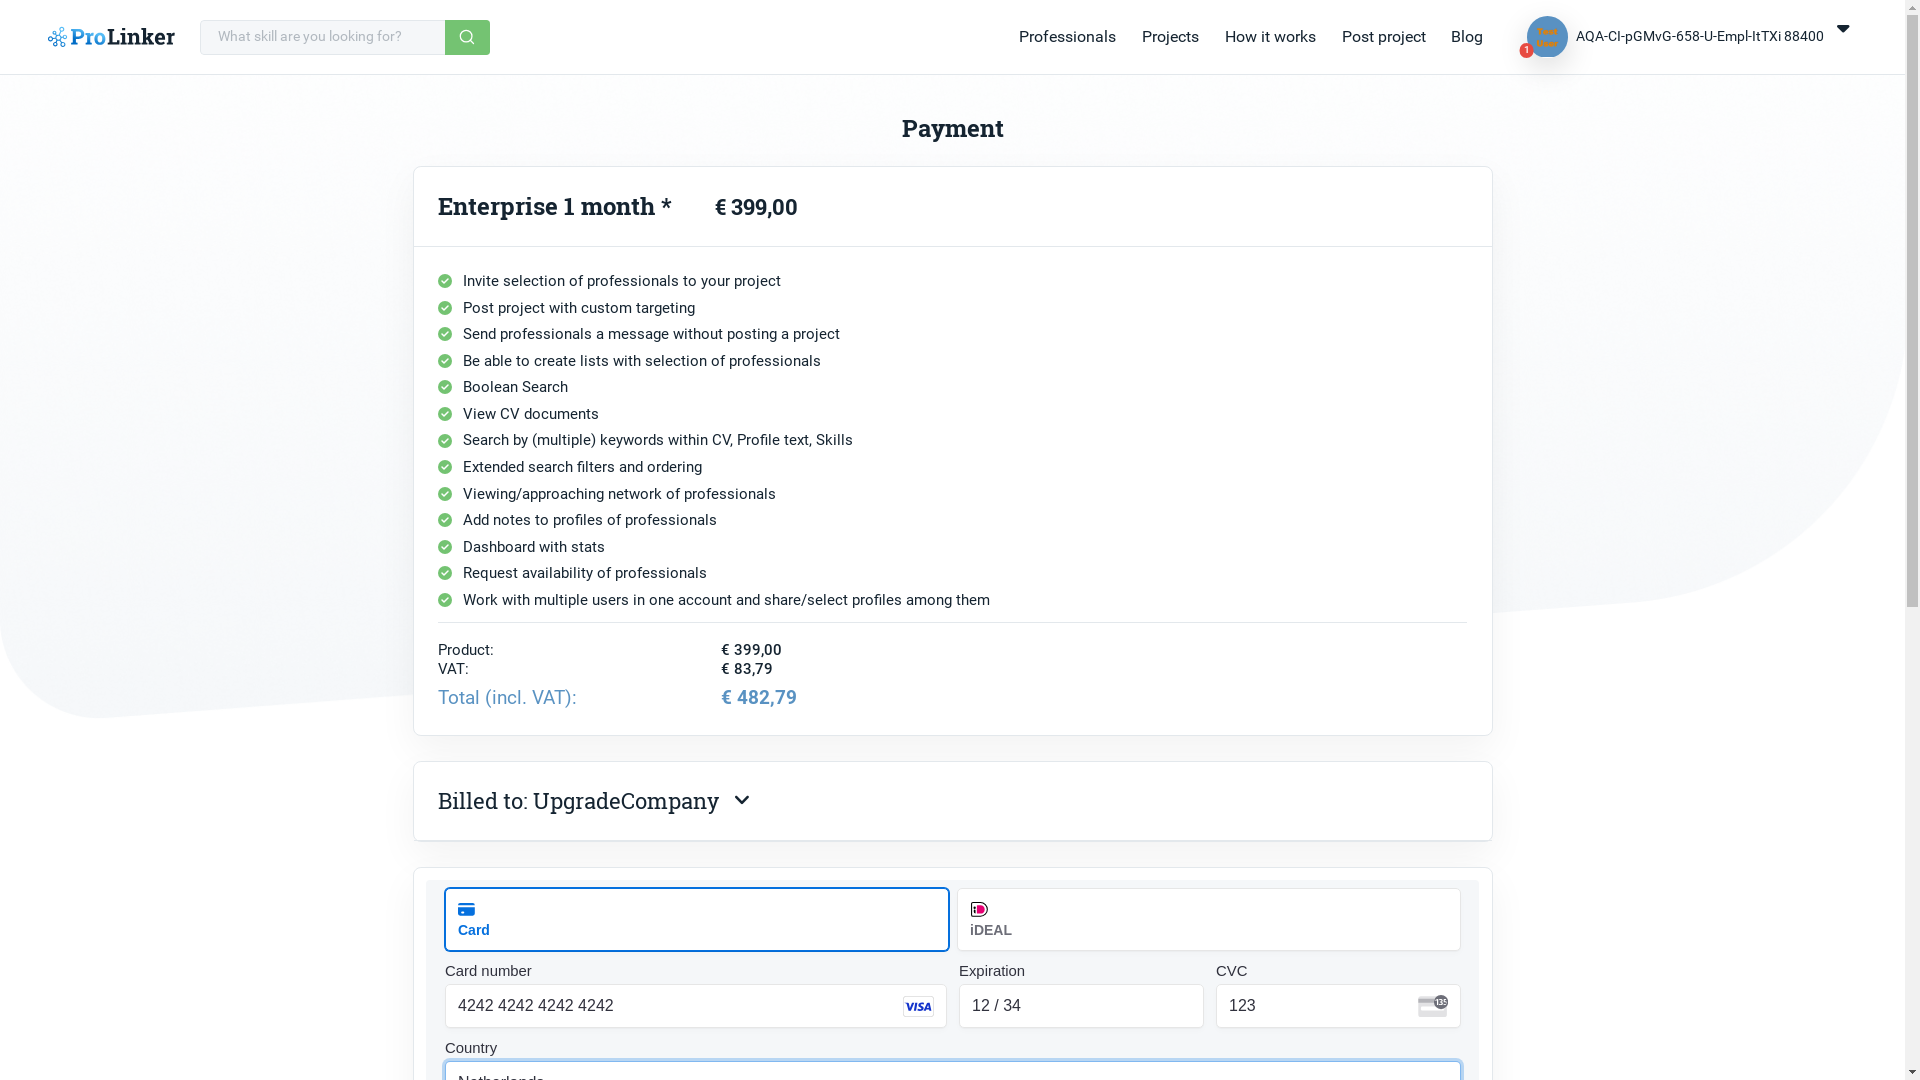 ProLinker
What skill are you looking for?
Professionals
Projects
How it works
Post project
Blog
Test
User
1
AQA-CI-pGMvG-658-U-Empl-ItTXi 88400
Payment
Enterprise 1 month * € 399,00
Invite selection of professionals to your project
Post project with custom targeting
Send professionals a message without posting a project
Be able to create lists with selection of professionals
Boolean Search
View CV documents
Search by (multiple) keywords within CV, Profile text, Skills
Extended search filters and ordering
Viewing/approaching network of professionals
Add notes to profiles of professionals
Dashboard with stats
Request availability of professionals
Work with multiple users in one account and share/select profiles among them
Product: € 399,00
VAT: € 83,79
Total (incl. VAT): € 482,79
Billed to: UpgradeCompany
Card
iDEAL
Card number
Expiration
CVC
4242 4242 4242 4242
VISA
12 / 34
123
135
Country
Netherlands